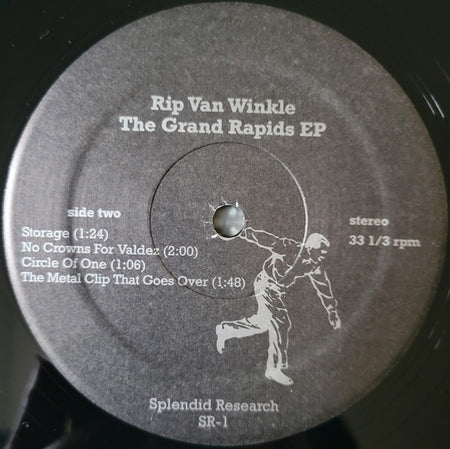 Rip Van Winkle
The Grand Rapids EP
side two
Storage (1:24)
No Crowns For Valdez (2:00)
Circle Of One (1:06)
The Metal Clip That Goes Over (1:48)
stereo
33 1/3 rpm
Splendid Research
SR-1